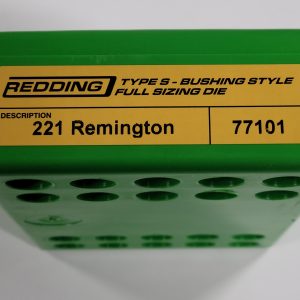 REDDING TYPE S - BUSHING STYLE
FULL SIZING DIE
DESCRIPTION
221 Remington 77101